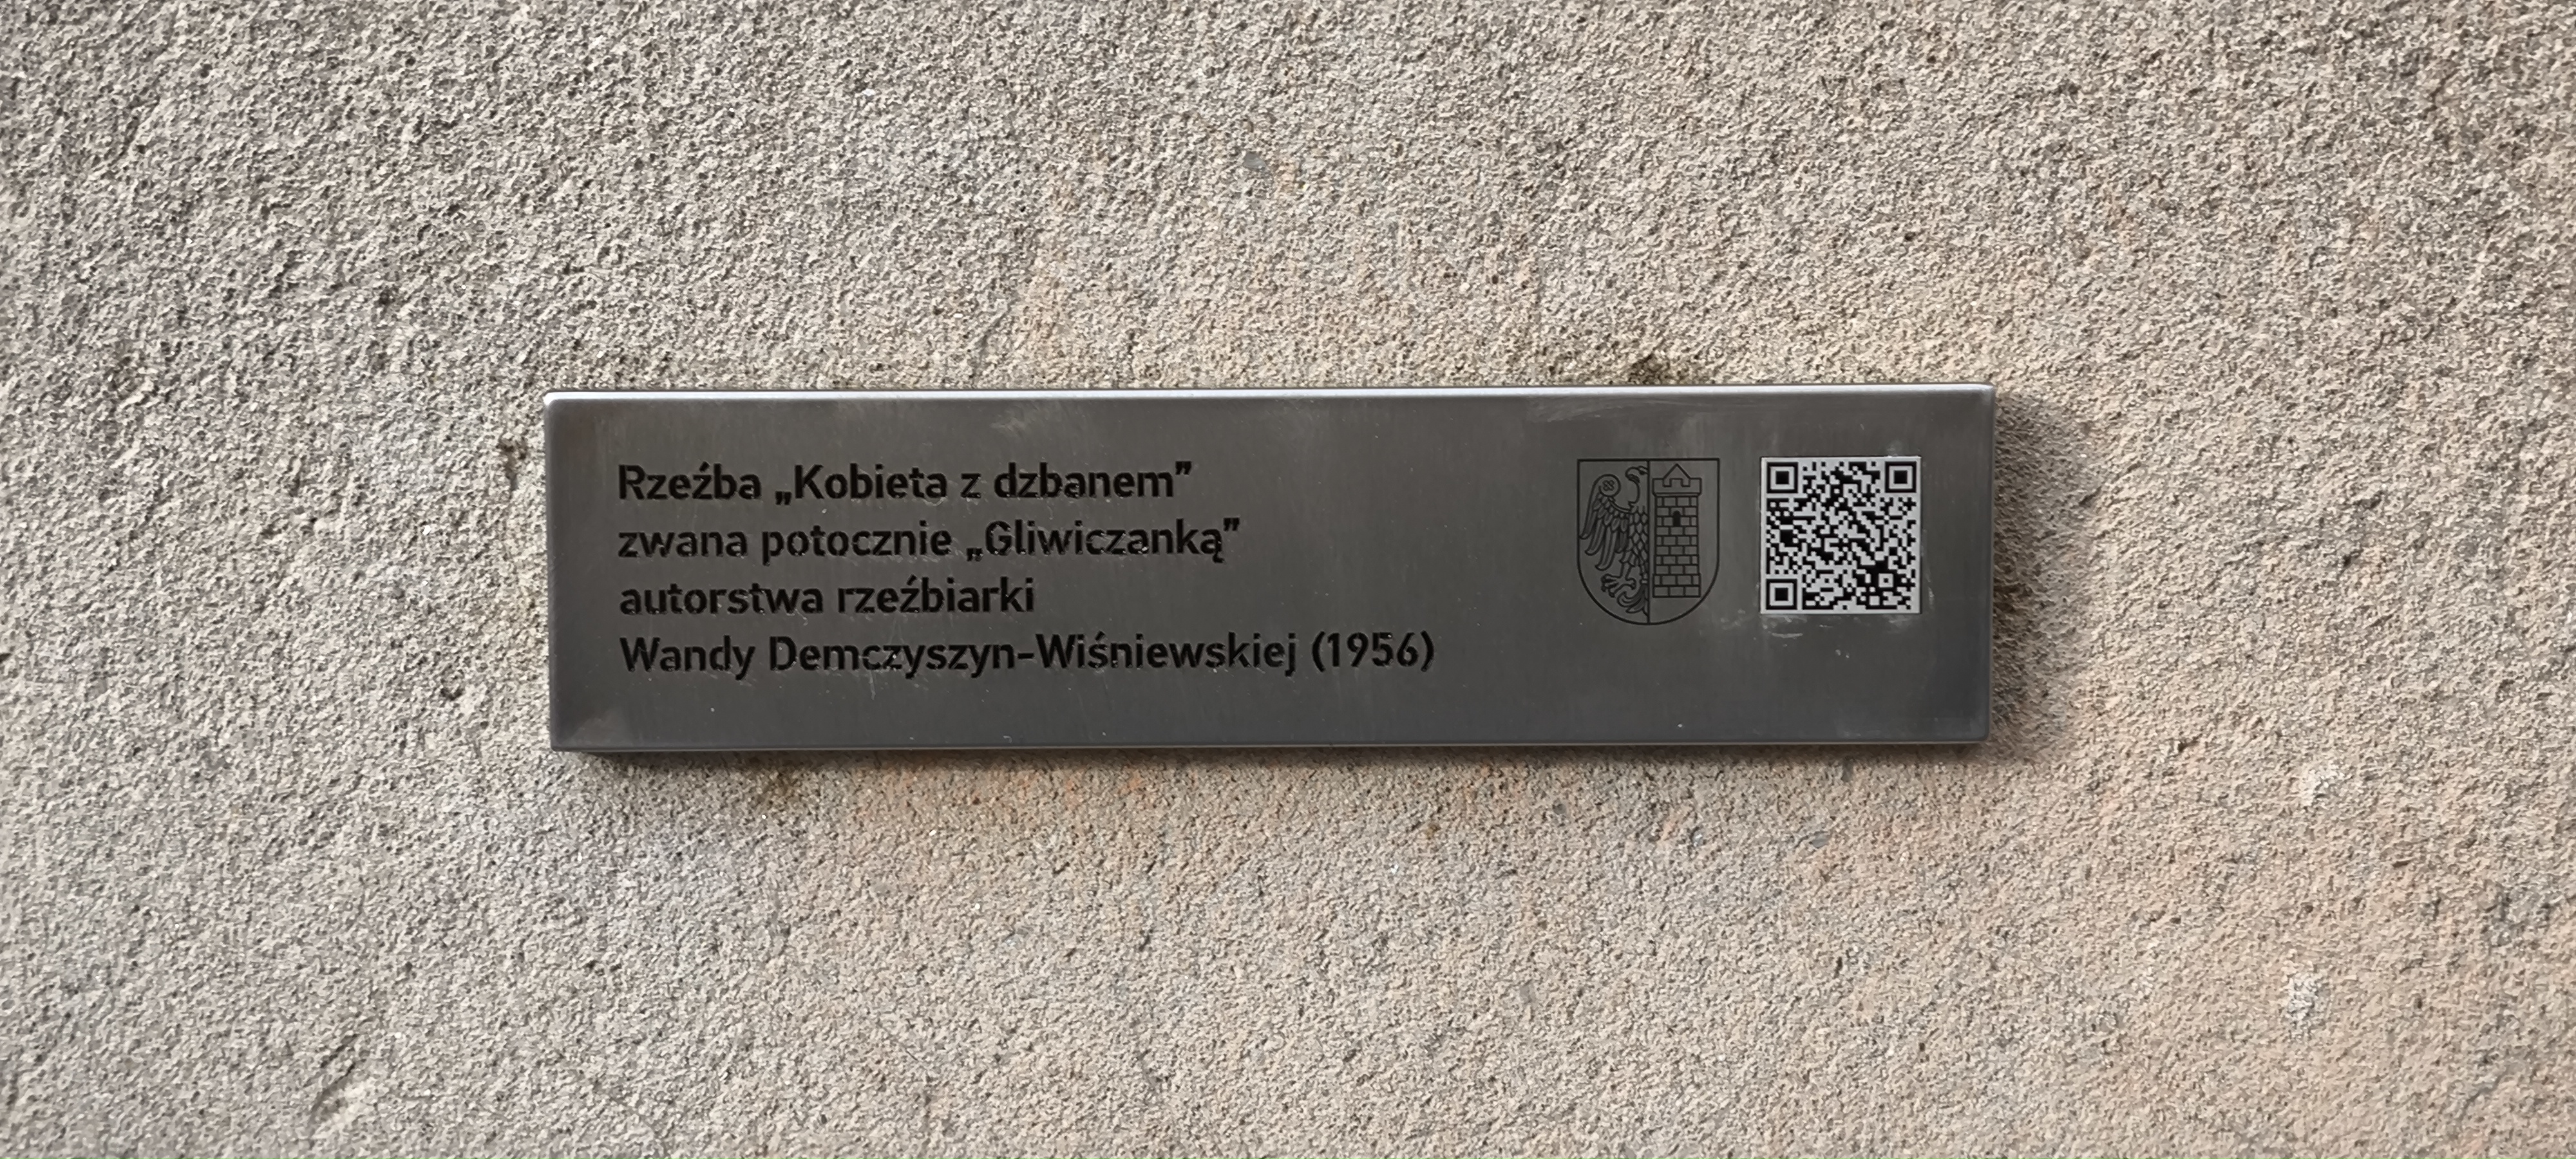 Rzeźba „Kobieta z dzbanem”
zwana potocznie „Gliwiczanką”
autorstwa rzeźbiarki
Wandy Demczyszyn-Wiśniewskiej (1956)